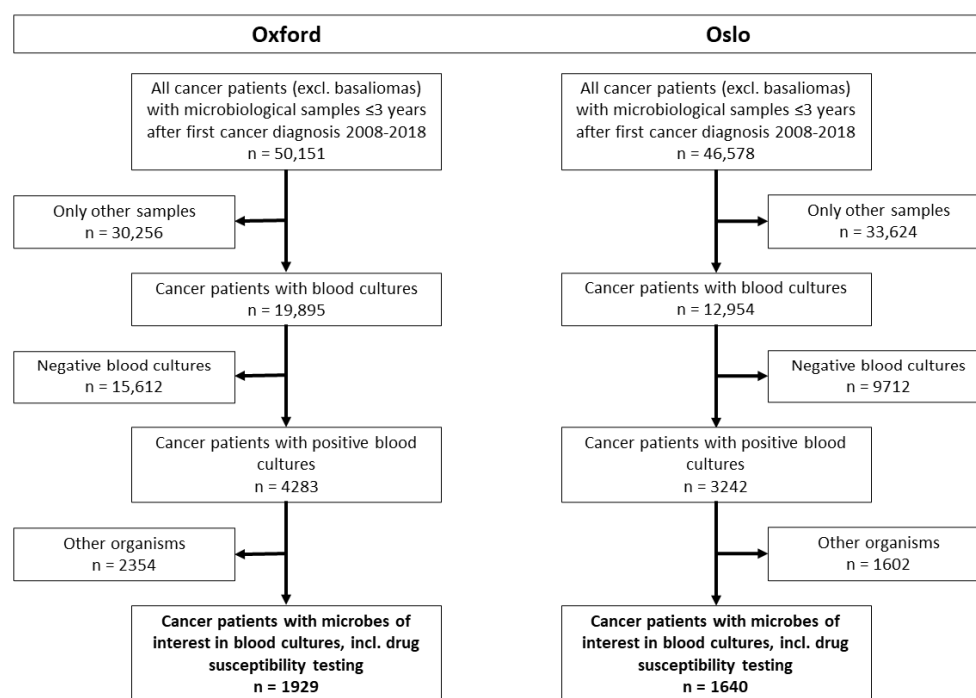 Oxford
Oslo
All cancer patients (excl. basaliomas)
with microbiological samples ≤3 years
after first cancer diagnosis 2008-2018
n = 50,151
Only other samples
n = 30,256
Cancer patients with blood cultures
n = 19,895
Negative blood cultures
n = 15,612
Cancer patients with positive blood
cultures
n = 4283
Other organisms
n = 2354
Cancer patients with microbes of
interest in blood cultures, incl. drug
susceptibility testing
n = 1929
All cancer patients (excl. basaliomas)
with microbiological samples ≤3 years
after first cancer diagnosis 2008-2018
n = 46,578
Only other samples
n = 33,624
Cancer patients with blood cultures
n = 12,954
Negative blood cultures
n = 9712
Cancer patients with positive blood
cultures
n = 3242
Other organisms
n = 1602
Cancer patients with microbes of
interest in blood cultures, incl. drug
susceptibility testing
n = 1640